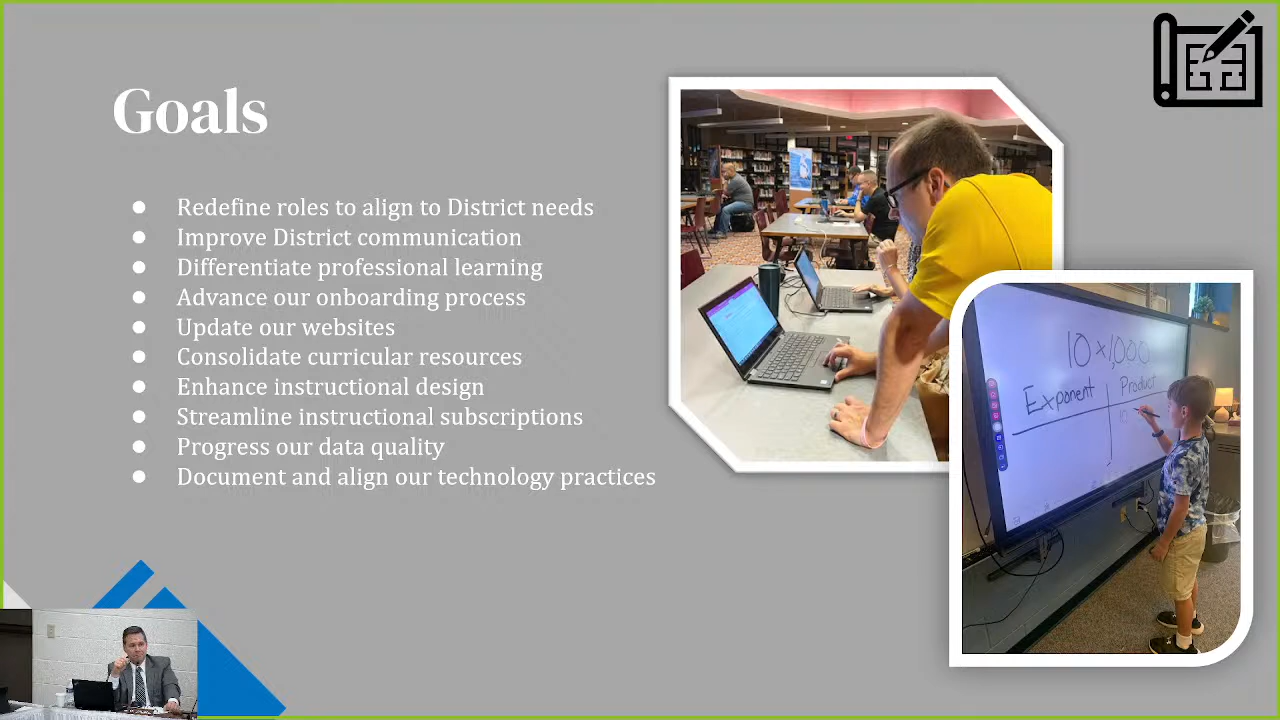 Goals
Redefine roles to align to District needs
Improve District communication
Differentiate professional learning
Advance our onboarding process
Update our websites
Consolidate curricular resources
Enhance instructional design
Streamline instructional subscriptions
Progress our data quality
Document and align our technology practices
10 x 1,000
Exponent
Product
10